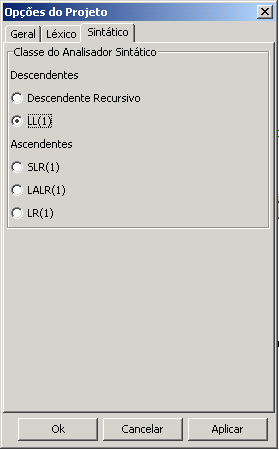 Opções do Projeto
Geral Léxico Sintático
Classe do Analisador Sintático
Descendentes
Descendente Recursivo
LL(1)
Ascendentes
SLR(1)
LALR(1)
LR(1)
Ok Cancelar Aplicar